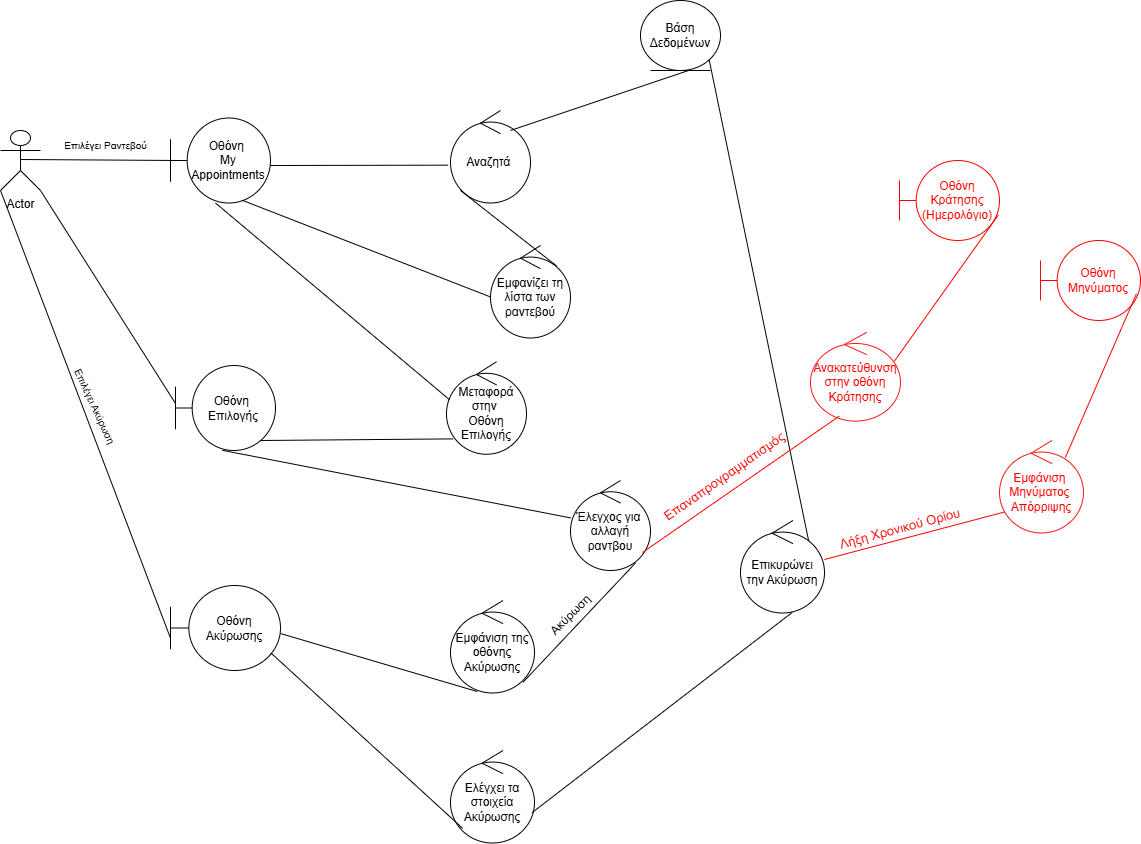 Βάση
Δεδομένων
Επιλέγει Ραντεβού
Οθόνη
My
Appointments
Αναζητά
Actor
Οθόνη
Κράτησης
(Ημερολόγιο)
Οθόνη
Μηνύματος
Εμφανίζει τη
λίστα των
ραντεβού
Ανακατεύθυνση
στην οθόνη
Κράτησης
Επιλέγει Ακύρωση
Οθόνη
Επιλογής
Μεταφορά
στην
Οθόνη
Επιλογής
Επαναπρογραμματισμός
Εμφάνιση
Μηνύματος
Απόρριψης
Έλεγχος για
αλλαγή
ραντβου
Λήξη Χρονικού Ορίου
Επικυρώνει
την Ακύρωση
Ακύρωση
Οθόνη
Ακύρωσης
Εμφάνιση της
οθόνης
Ακύρωσης
Ελέγχει τα
στοιχεία
Ακύρωσης